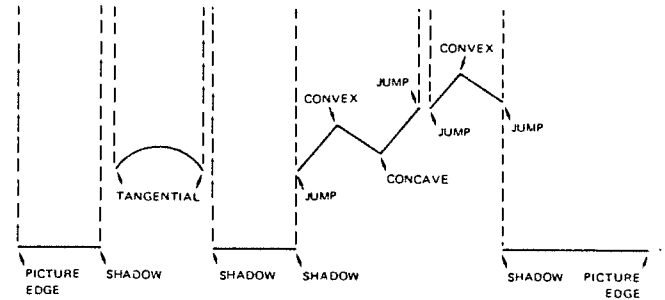 CONVEX
JUMP
CONVEX
JUMP
JUMP
TANGENTIAL
JUMP
CONCAVE
PICTURE
EDGE
SHADOW
SHADOW
SHADOW
SHADOW
PICTURE
EDGE